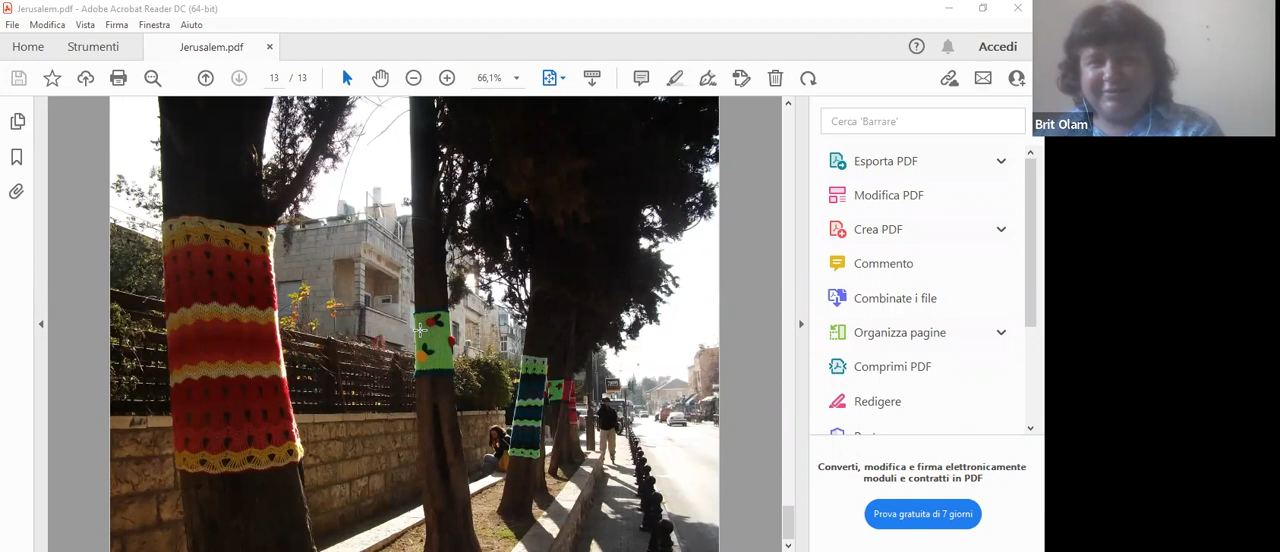 Jerusalem.pdf - Adobe Acrobat Reader DC (64-bit)
File Modifica Vista Firma Finestra Aiuto
Home Strumenti Jerusalem.pdf × Accedi
13 / 13 66,1%
Cerca 'Barrare'
Brit Olam
Esporta PDF
Modifica PDF
Crea PDF
Commento
Combinate i file
Organizza pagine
Comprimi PDF
Redigere
Converti, modifica e firma elettronicamente
moduli e contratti in PDF
Prova gratuita di 7 giorni